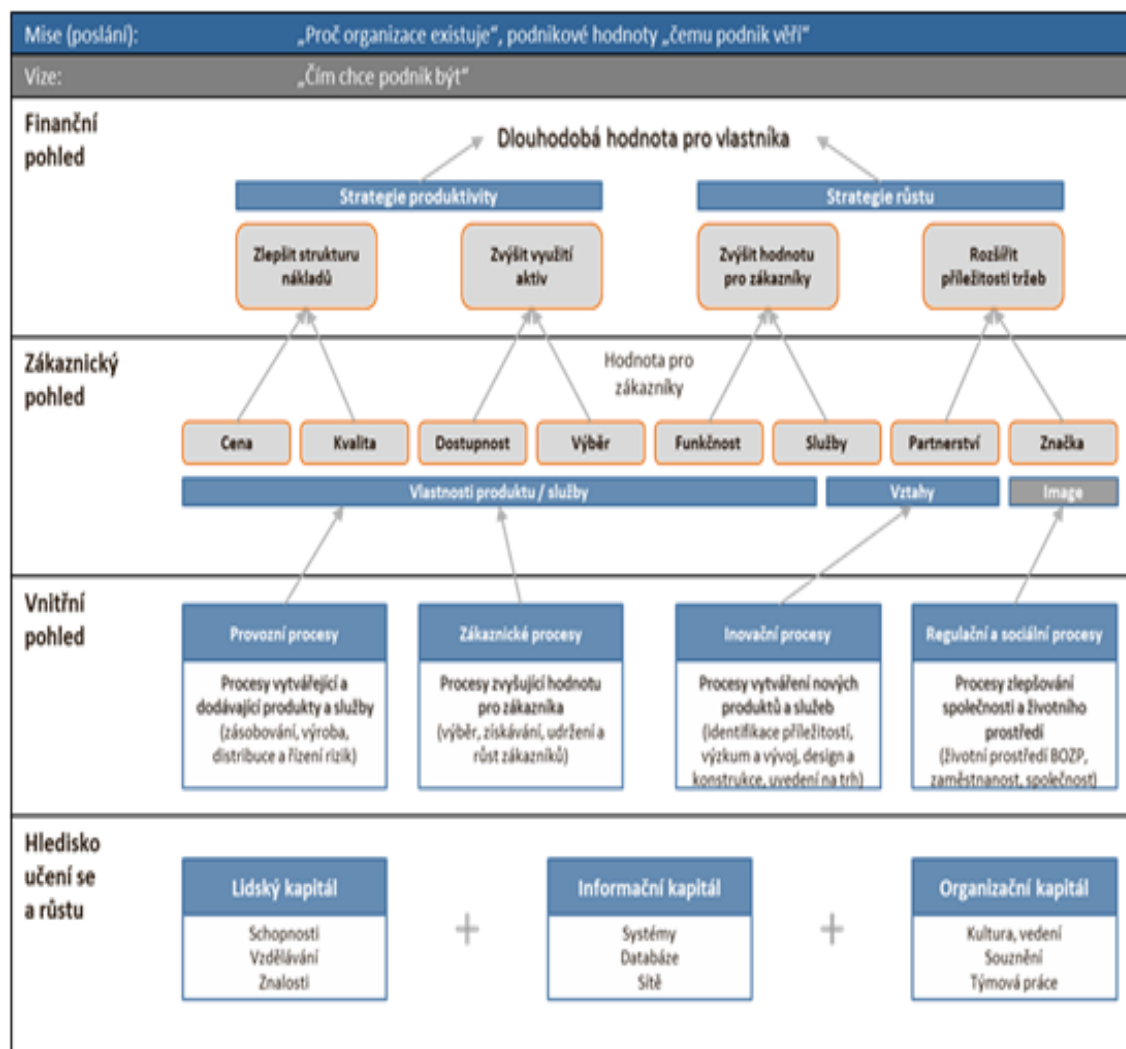 Mise (poslání): „Proč organizace existuje“, podnikové hodnoty „čemu podnik věří“
Vize: „Čím chce podnik být“
Finanční
pohled
Dlouhodobá hodnota pro vlastníka
Strategie produktivity
Strategie růstu
Zlepšit strukturu
nákladů
Zvýšit využití
aktiv
Zvýšit hodnotu
pro zákazníky
Rozšířit
příležitosti tržeb
Zákaznický
pohled
Hodnota pro
zákazníky
Cena
Kvalita
Dostupnost
Výběr
Funkčnost
Služby
Partnerství
Značka
Vlastnosti produktu / služby
Vztahy
Image
Vnitřní
pohled
Provozní procesy
Procesy vytvářející a
dodávající produkty a služby
(zásobování, výroba,
distribuce a řízení rizik)
Zákaznické procesy
Procesy zvyšující hodnotu
pro zákazníka
(výběr, získávání, udržení a
růst zákazníků)
Inovační procesy
Procesy vytváření nových
produktů a služeb
(identifikace příležitostí,
výzkum a vývoj, design a
konstrukce, uvedení na trh)
Regulační a sociální procesy
Procesy zlepšování
společnosti a životního
prostředí
(životní prostředí BOZP,
zaměstnanost, společnost)
Hledisko
učení se
a růstu
Lidský kapitál
Schopnosti
Vzdělávání
Znalosti
+
Informační kapitál
Systémy
Databáze
Sítě
+
Organizační kapitál
Kultura, vedení
Souznění
Týmová práce